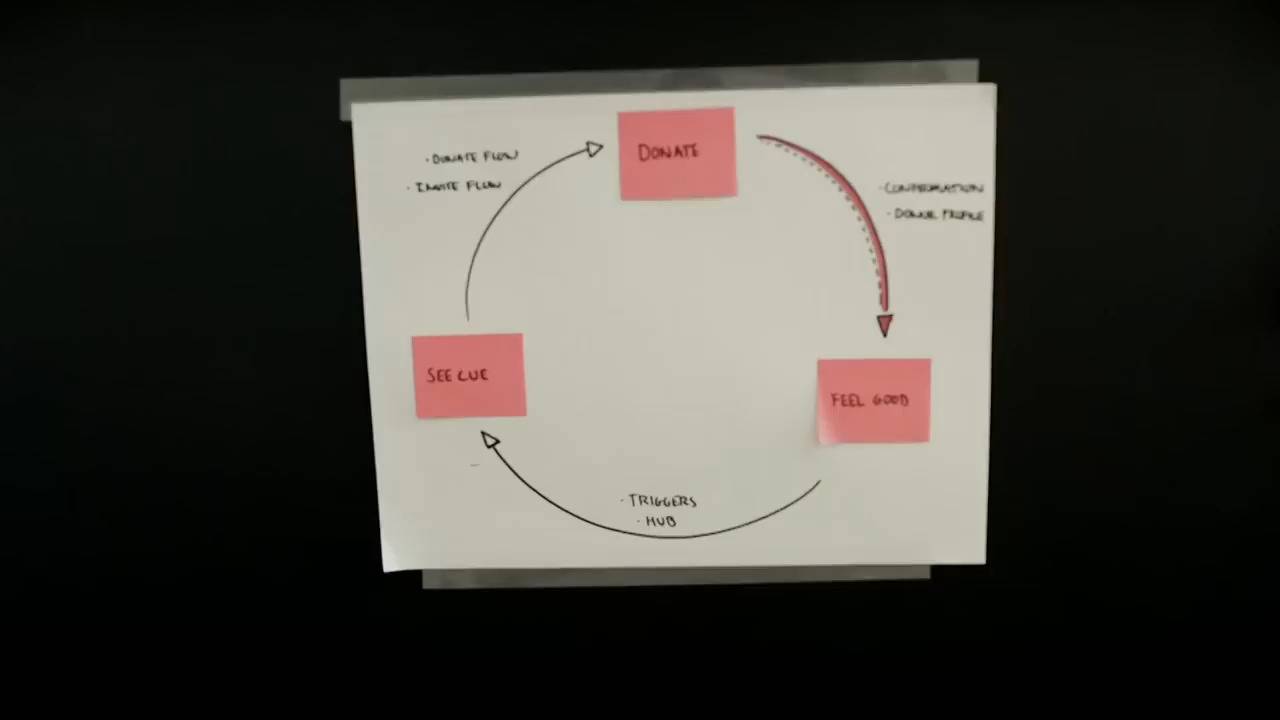 DONATE
· DONATE FLOW
· INVITE FLOW
· CONFIRMATION
· DONOR PROFILE
SEE CUE
FEEL GOOD
· TRIGGERS
· HUB